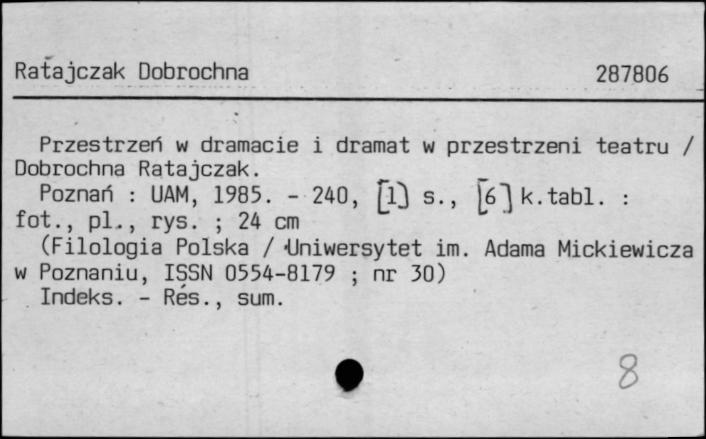 Ratajczak Dobrochna 287806
Przestrzeń w dramacie i dramat w przestrzeni teatru /
Dobrochna Ratajczak.
Poznań : UAM, 1985. - 240, [1] s., [6] k.tabl. :
fot., pl., rys. ; 24 cm
(Filologia Polska / Uniwersytet im. Adama Mickiewicza
w Poznaniu, ISSN 0554-8179 ; nr 30)
Indeks. - Rés., sum.
8